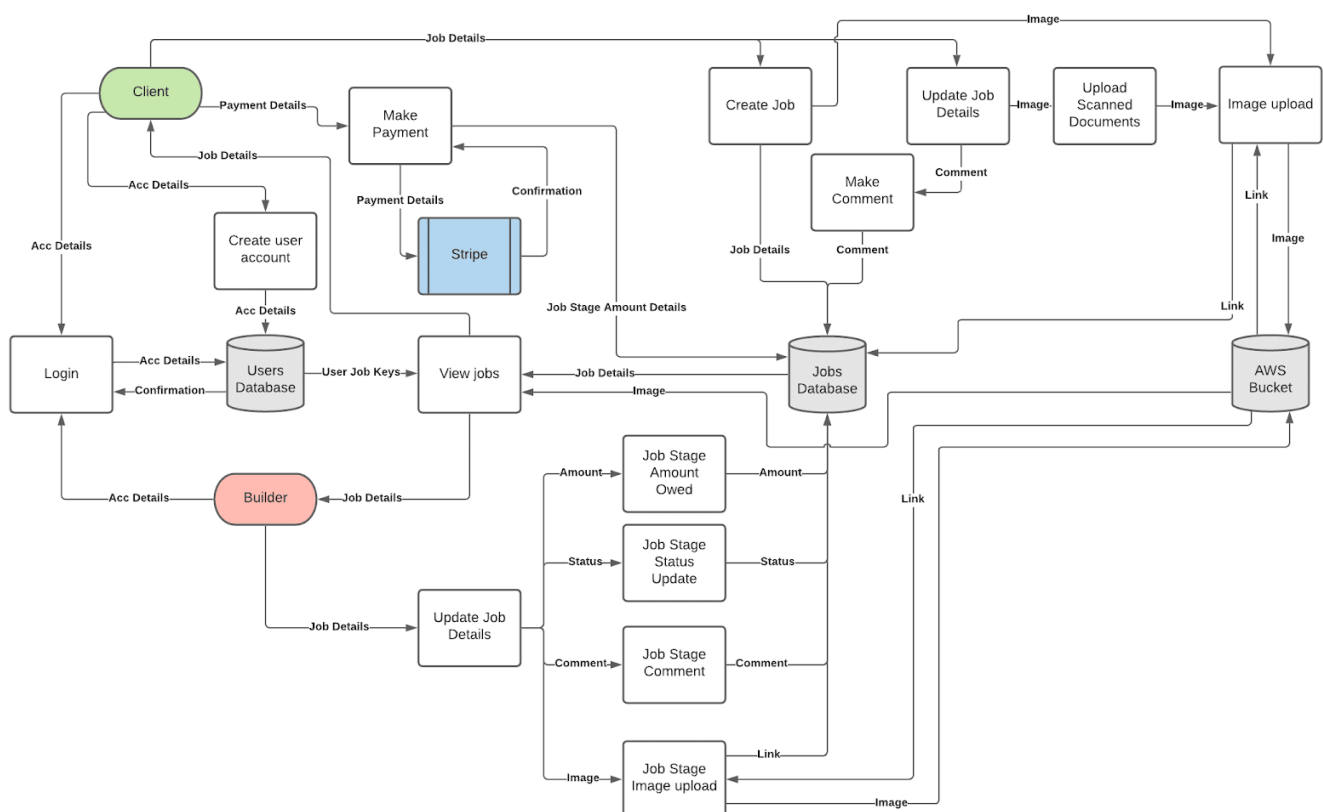 Image
Job Details
Client
Payment Details
Make
Payment
Create Job
Update Job
Details
Image
Upload
Scanned
Documents
Image
Image upload
Job Details
Acc Details
Payment Details
Confirmation
Make
Comment
Comment
Link
Acc Details
Create user
account
Stripe
Job Details
Comment
Image
Acc Details
Job Stage Amount Details
Link
Login
Acc Details
Confirmation
Users
Database
User Job Keys
View jobs
Job Details
Image
Jobs
Database
AWS
Bucket
Acc Details
Builder
Job Details
Amount
Job Stage
Amount
Owed
Amount
Link
Status
Job Stage
Status
Update
Status
Job Details
Update Job
Details
Comment
Job Stage
Comment
Comment
Image
Job Stage
Image upload
Link
Image